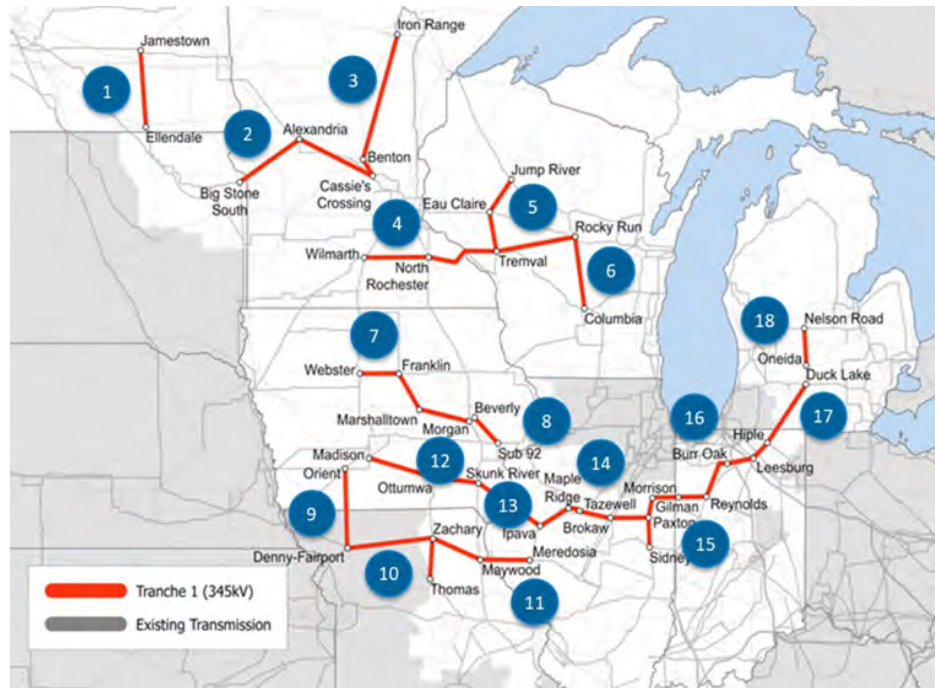 Iron Range
Jamestown
3
1
2
Alexandria
Ellendale
Benton
Jump River
Big Stone
South
Cassie's
Crossing
Eau Claire
5
4
Rocky Run
Wilmarth
North
Rochester
Tremval
6
Columbia
18
Nelson Road
7
Oneida
Webster
Franklin
Duck Lake
Marshalltown
Beverly
Morgan
8
16
17
Hiple
Sub 92
Madison
12
14
Burr Oak
Leesburg
Orient
Skunk River
Maple
Ridge
Ottumwa
13
Tazewell
Morrison
Gilman
Reynolds
9
Ipava
Brokaw
Paxton
Zachary
15
Sidney
Denny-Fairport
Meredosia
10
Maywood
Thomas
11
Tranche 1 (345kV)
Existing Transmission